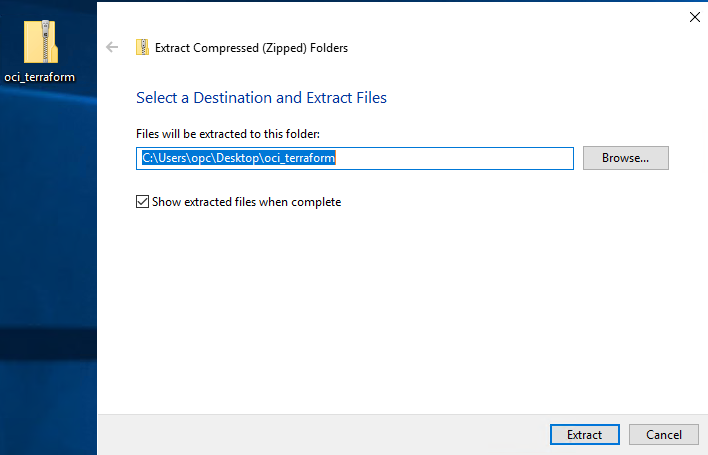 oci_terraform
Extract Compressed (Zipped) Folders
Select a Destination and Extract Files
Files will be extracted to this folder:
C:\Users\opc\Desktop\oci_terraform
Browse...
Show extracted files when complete
Extract
Cancel